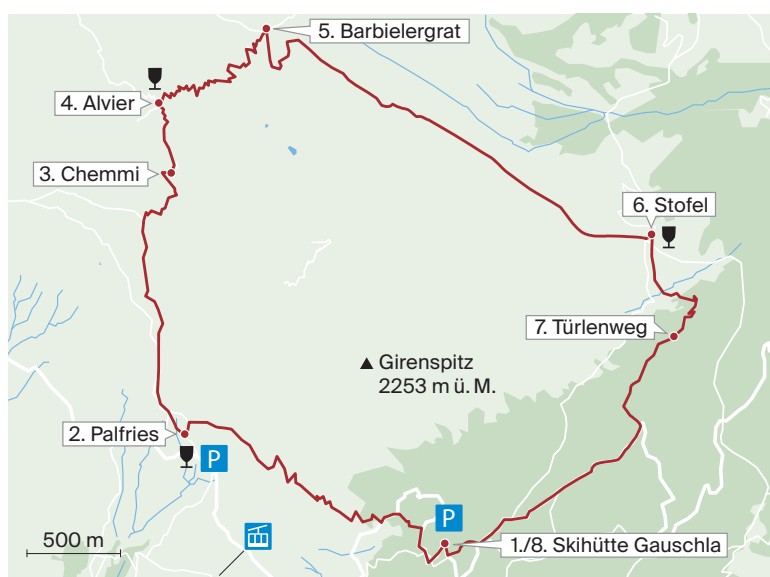 5. Barbielergrat
4. Alvier
3. Chemmi
6. Stofel
7. Türlenweg
Girenspitz
2253 m ü. M.
2. Palfries
P
P
500 m
1./8. Skihütte Gauschla